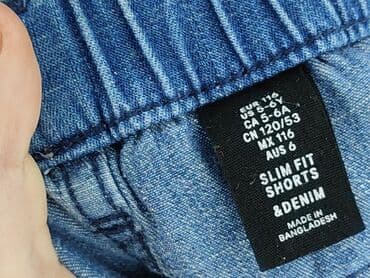 EUR 116
US 5-6Y
CA 5-6A
CN 120/53
MX 116
AUS 6
SLIM FIT
SHORTS
&DENIM
MADE IN
BANGLADESH